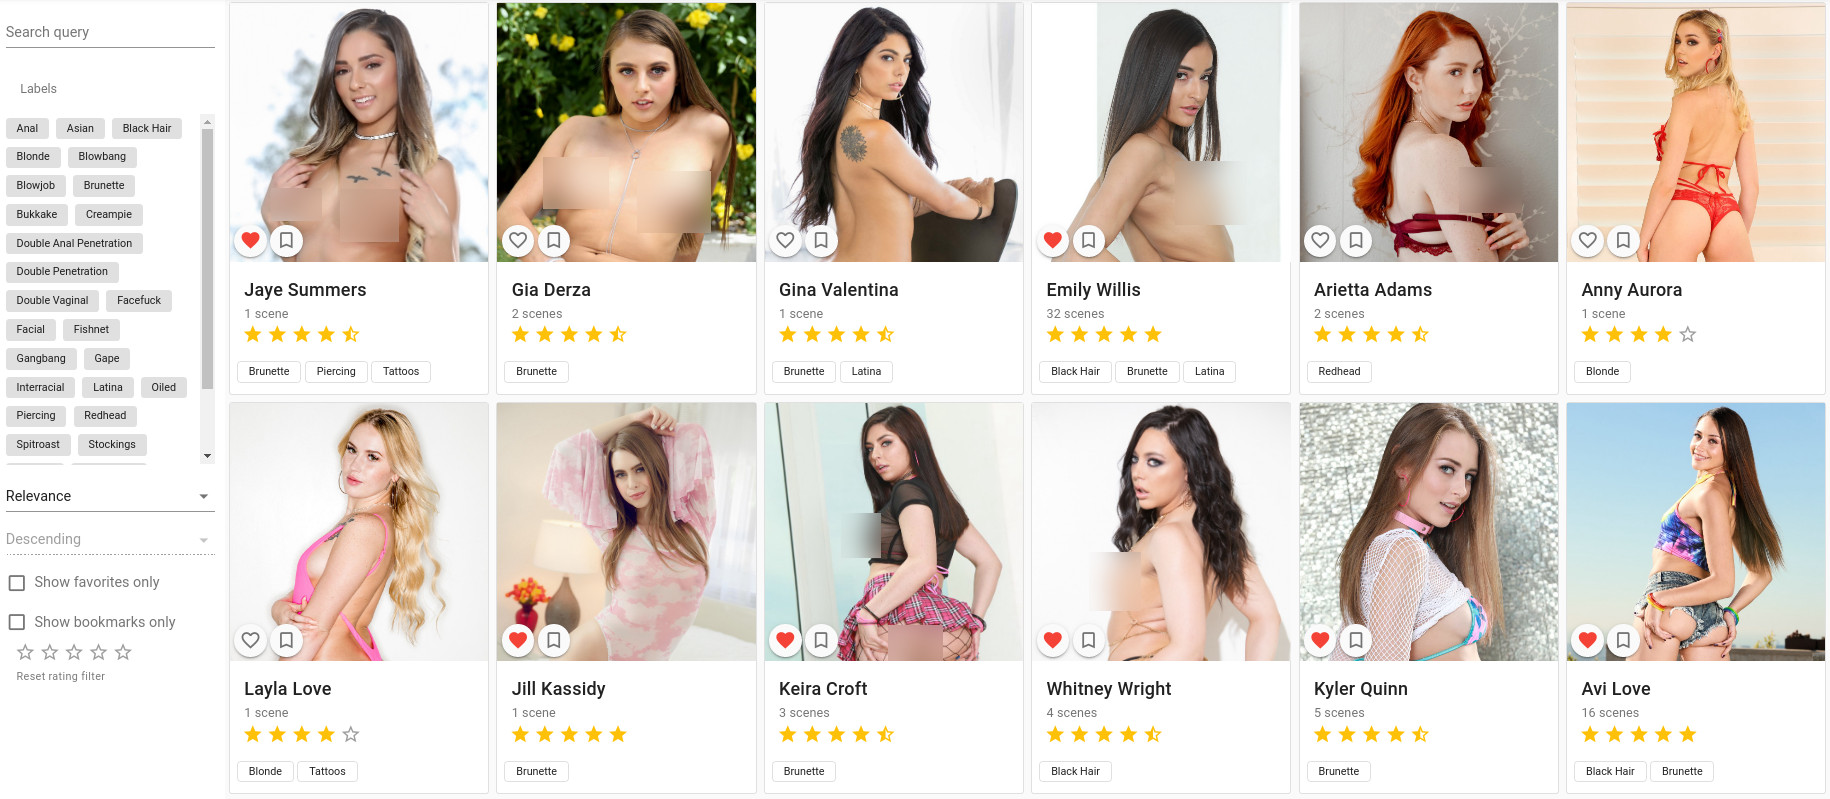 Search query
Labels
Anal Asian Black Hair
Blonde Blowbang
Blowjob Brunette
Bukkake Creampie
Double Anal Penetration
Double Penetration
Double Vaginal Facefuck
Facial Fishnet
Gangbang Gape
Interracial Latina Oiled
Piercing Redhead
Spitroast Stockings
Relevance
Descending
Show favorites only
Show bookmarks only
Reset rating filter
Jaye Summers
1 scene
Brunette Piercing Tattoos
Gia Derza
2 scenes
Brunette
Gina Valentina
1 scene
Brunette Latina
Emily Willis
32 scenes
Black Hair Brunette Latina
Arietta Adams
2 scenes
Redhead
Anny Aurora
1 scene
Blonde
Layla Love
1 scene
Blonde Tattoos
Jill Kassidy
1 scene
Brunette
Keira Croft
3 scenes
Brunette
Whitney Wright
4 scenes
Black Hair
Kyler Quinn
5 scenes
Brunette
Avi Love
16 scenes
Black Hair Brunette